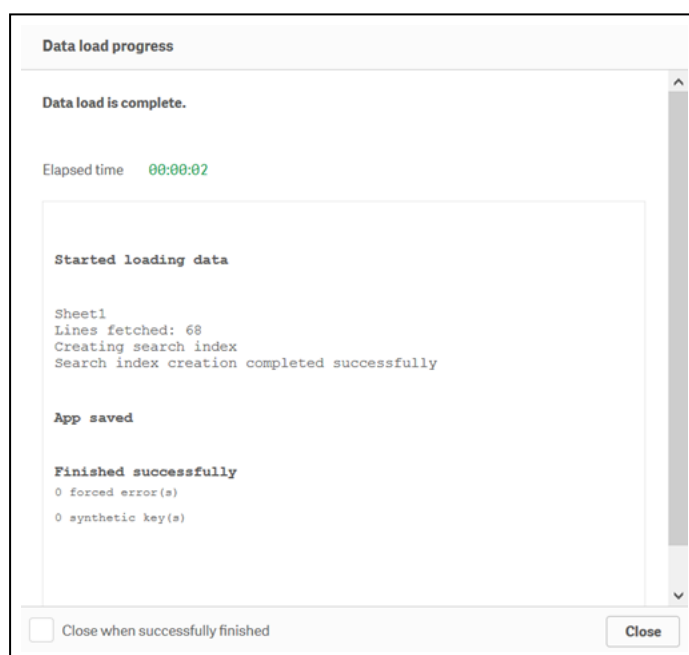 Data load progress
Data load is complete.
Elapsed time 00:00:02
Started loading data
Sheet1
Lines fetched: 68
Creating search index
Search index creation completed successfully
App saved
Finished successfully
0 forced error(s)
0 synthetic key(s)
Close when successfully finished
Close